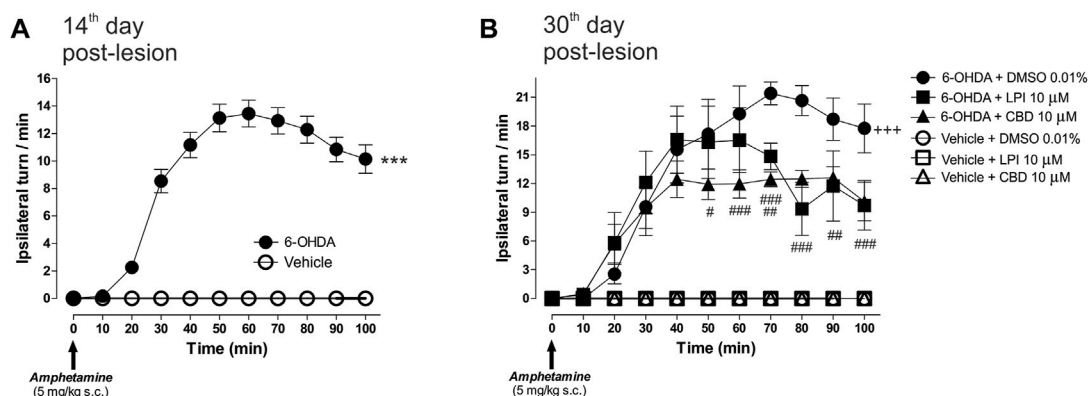 A
14th day
post-lesion
Ipsilateral turn / min
16
14
12
10
8
6
4
2
0
***
6-OHDA
Vehicle
0 10 20 30 40 50 60 70 80 90 100
Time (min)
Amphetamine
(5 mg/kg s.c.)
B
30th day
post-lesion
Ipsilateral turn / min
21
18
15
12
9
6
3
0
+++
# ### ### ## ### ## ###
0 10 20 30 40 50 60 70 80 90 100
Time (min)
Amphetamine
(5 mg/kg s.c.)
6-OHDA + DMSO 0.01%
6-OHDA + LPI 10 µM
6-OHDA + CBD 10 µM
Vehicle + DMSO 0.01%
Vehicle + LPI 10 µM
Vehicle + CBD 10 µM